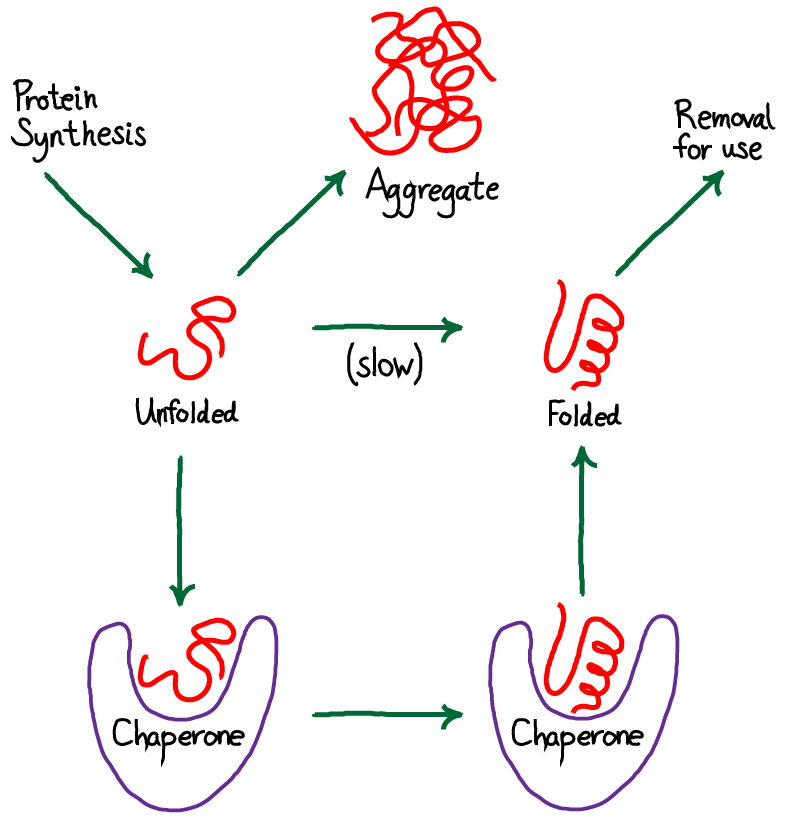 Protein
Synthesis
Aggregate
Removal
for use
(slow)
Unfolded
Folded
Chaperone
Chaperone